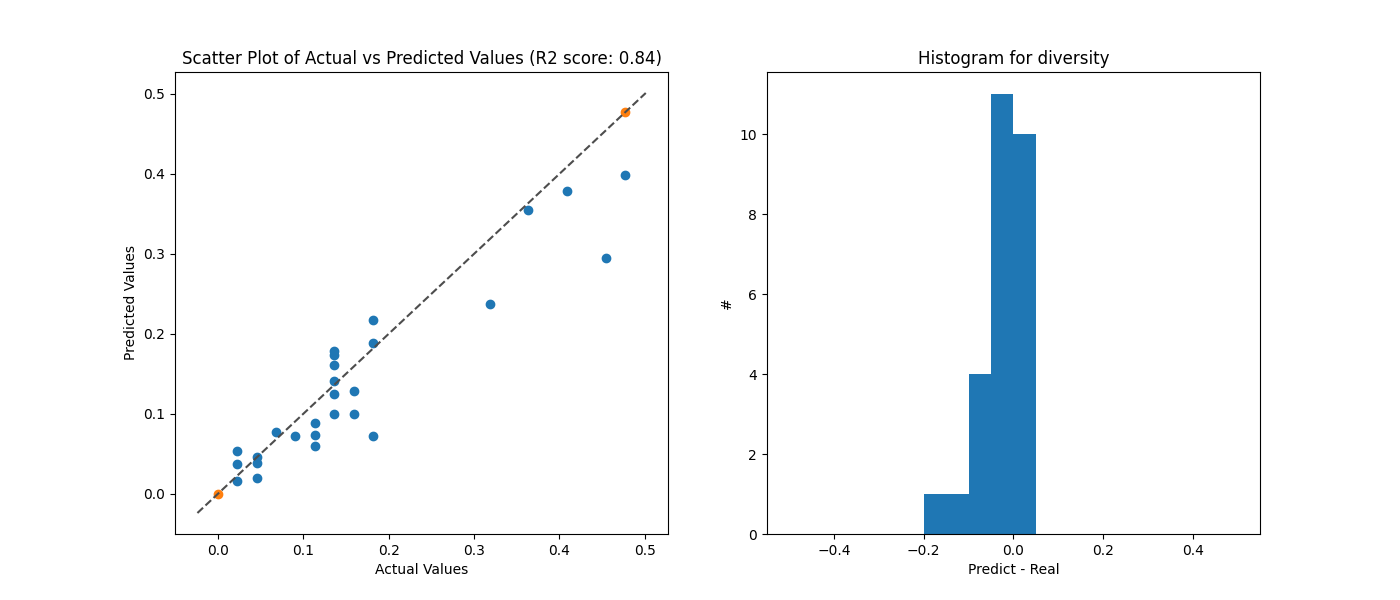 Scatter Plot of Actual vs Predicted Values (R2 score: 0.84)
0.5
0.4
0.3
0.2
0.1
0.0
Predicted Values
0.0 0.1 0.2 0.3 0.4 0.5
Actual Values
Histogram for diversity
10
8
6
4
2
0
#
−0.4 −0.2 0.0 0.2 0.4
Predict - Real